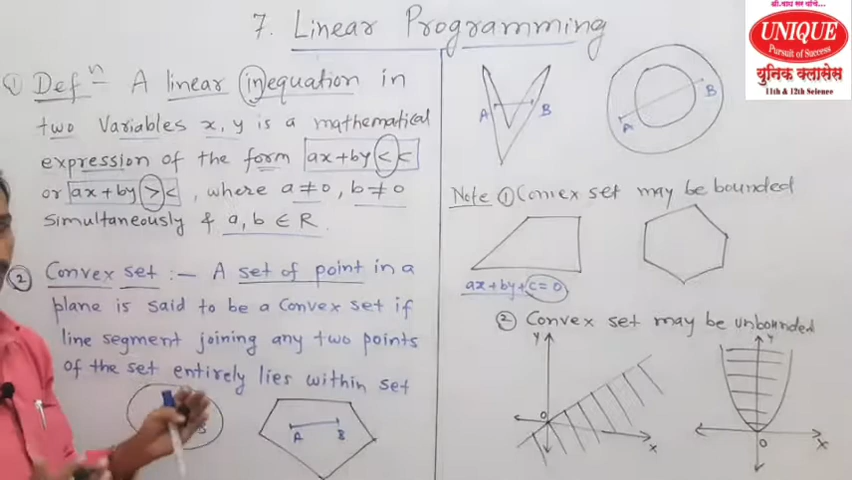 7. Linear Programming
① Defⁿ - A linear inequation in
two variables x, y is a mathematical
expression of the form ax+by < c
or ax+by > c , where a ≠ 0, b ≠ 0
simultaneously & a, b ∈ R.
② Convex set :- A set of point in a
plane is said to be a convex set if
line segment joining any two points
of the set entirely lies within set
B
A B
A B
A B
Note ① Convex set may be bounded
ax+by+c=0
② Convex set may be unbounded
Y
O
X
Y
O
X
UNIQUE
Pursuit of Success
युनिक क्लासेस
11th & 12th Science